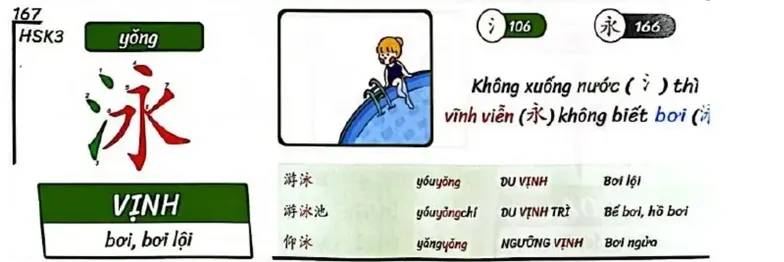 167
HSK3
yǒng
泳
VỊNH
bơi, bơi lội
氵 106
永 166
Không xuống nước ( 氵 ) thì
vĩnh viễn (永) không biết bơi (泳
游泳 yóuyǒng DU VỊNH Bơi lội
游泳池 yóuyǒngchí DU VỊNH TRÌ Bể bơi, hồ bơi
仰泳 yǎngyǒng NGƯỠNG VỊNH Bơi ngửa